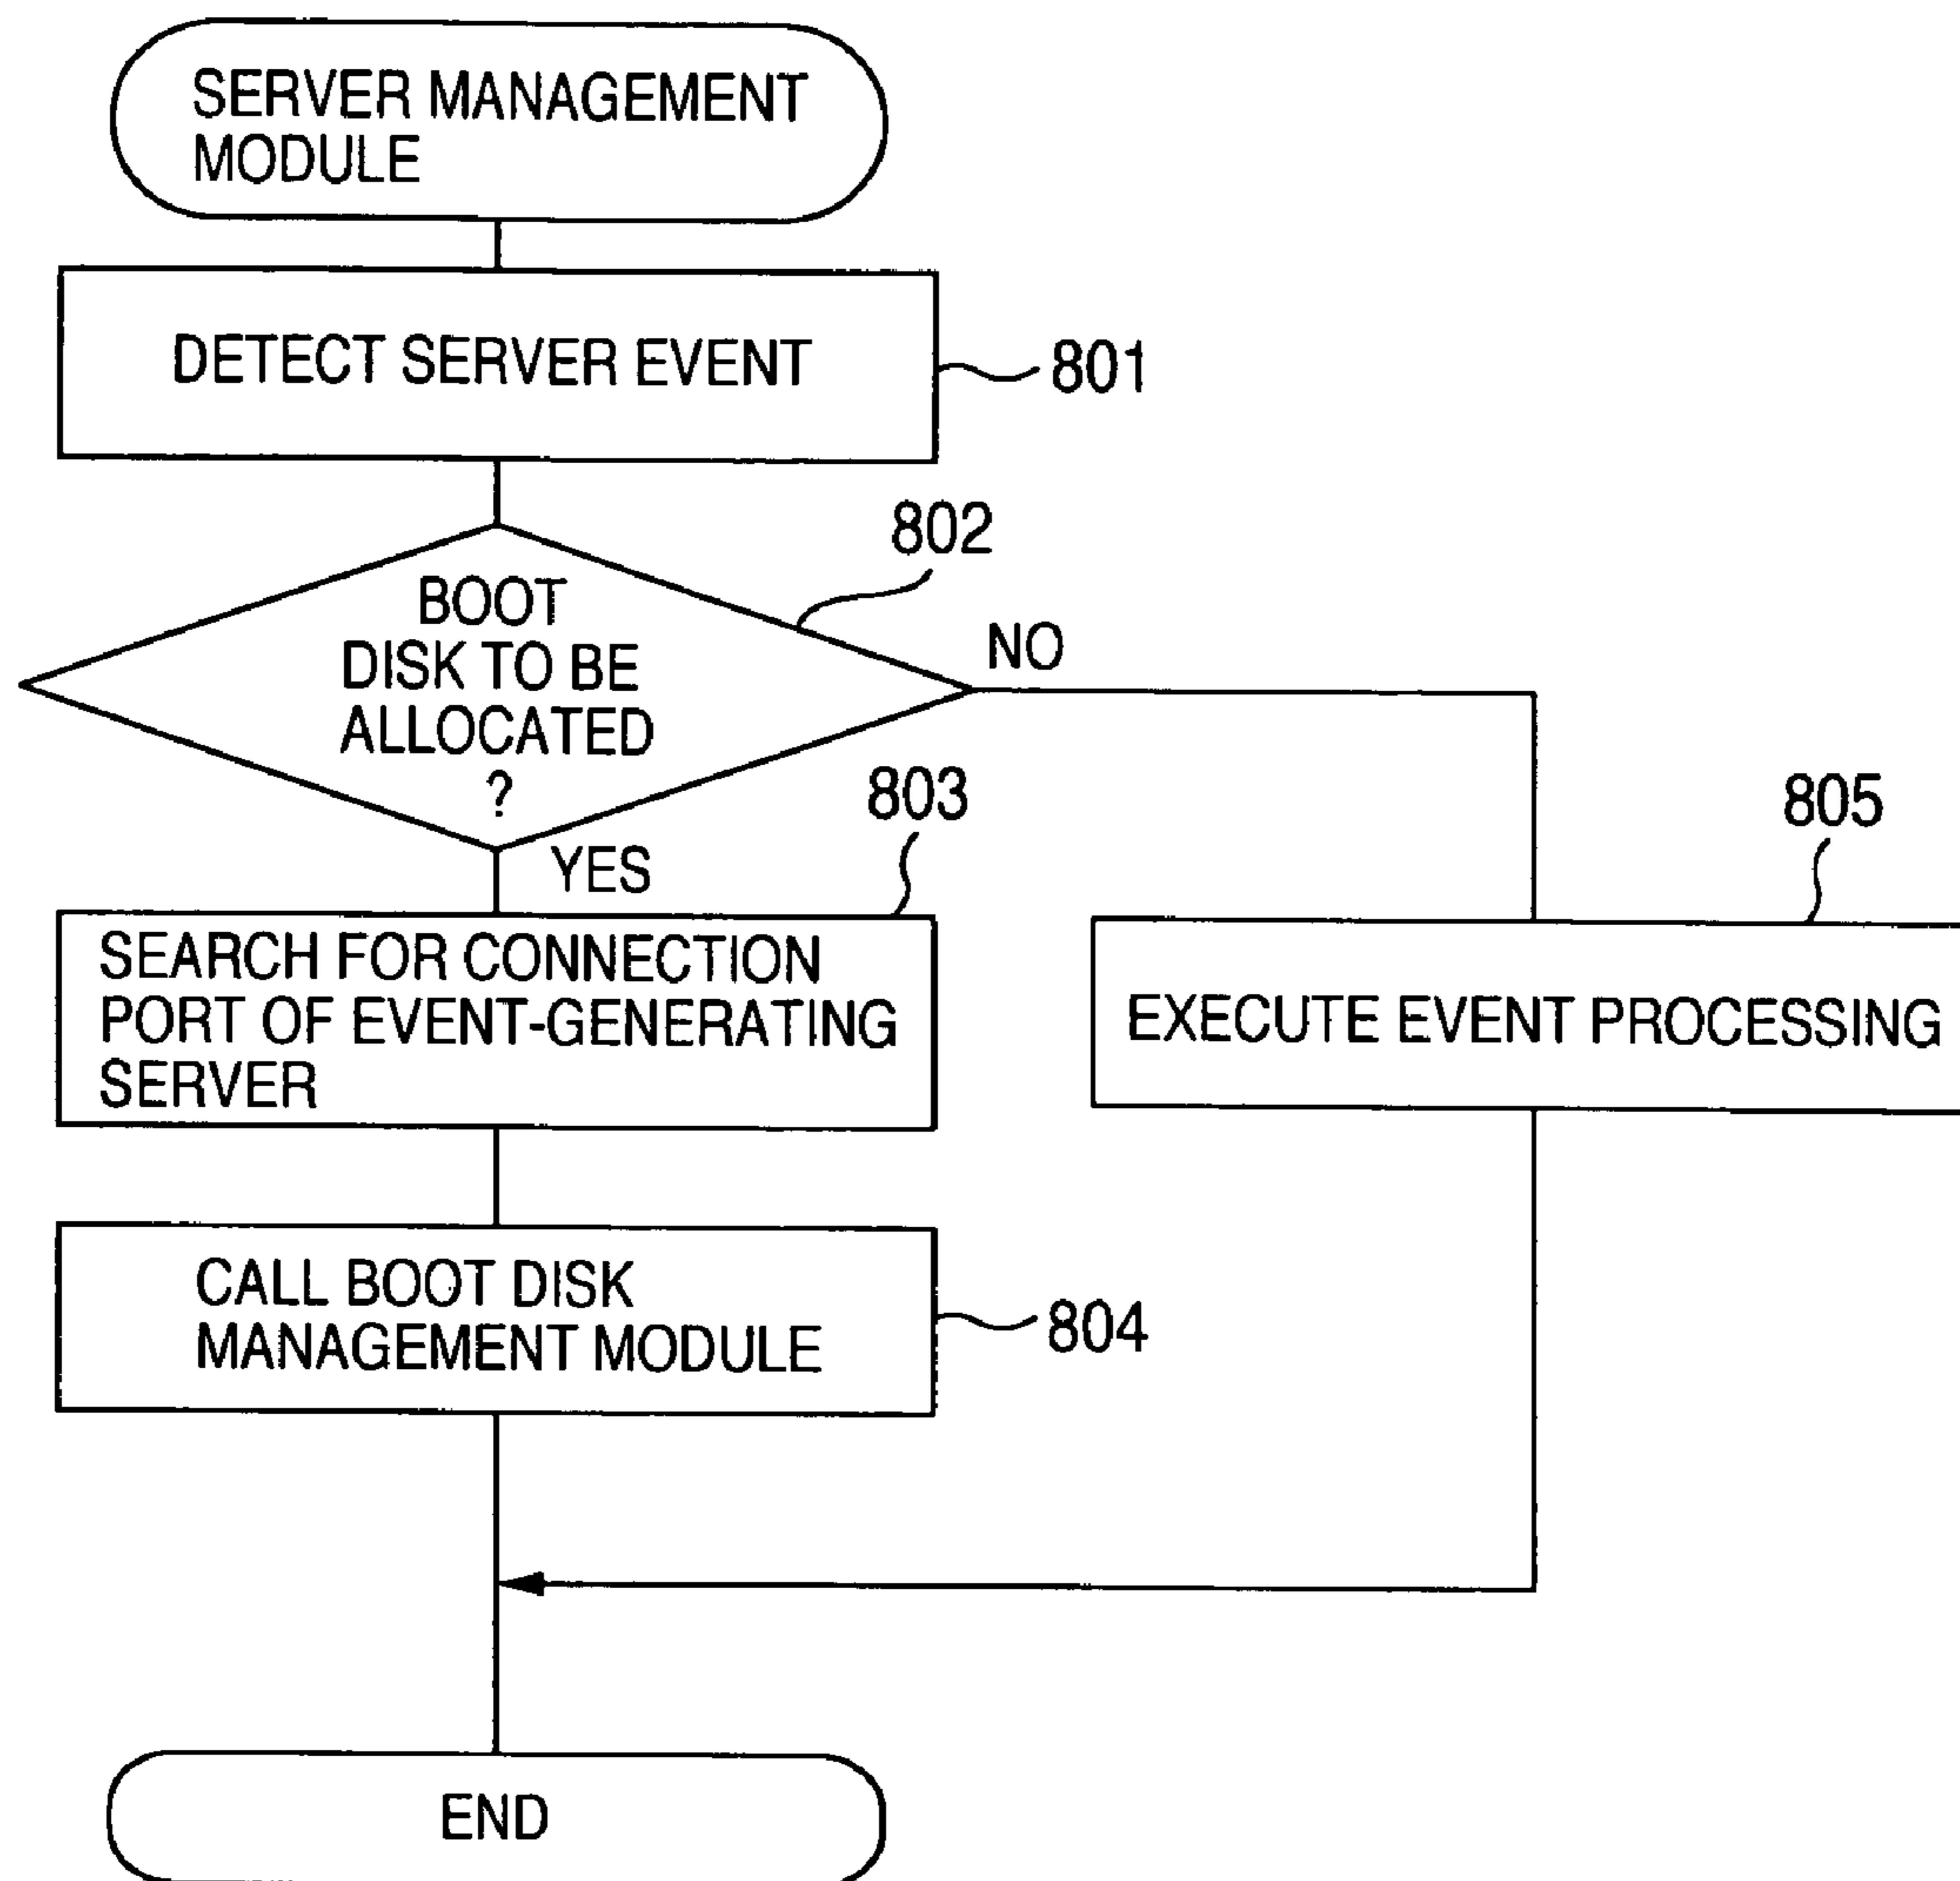 SERVER MANAGEMENT
MODULE
DETECT SERVER EVENT
801
802
BOOT
DISK TO BE
ALLOCATED
?
NO
YES
803
SEARCH FOR CONNECTION
PORT OF EVENT-GENERATING
SERVER
805
EXECUTE EVENT PROCESSING
CALL BOOT DISK
MANAGEMENT MODULE
804
END